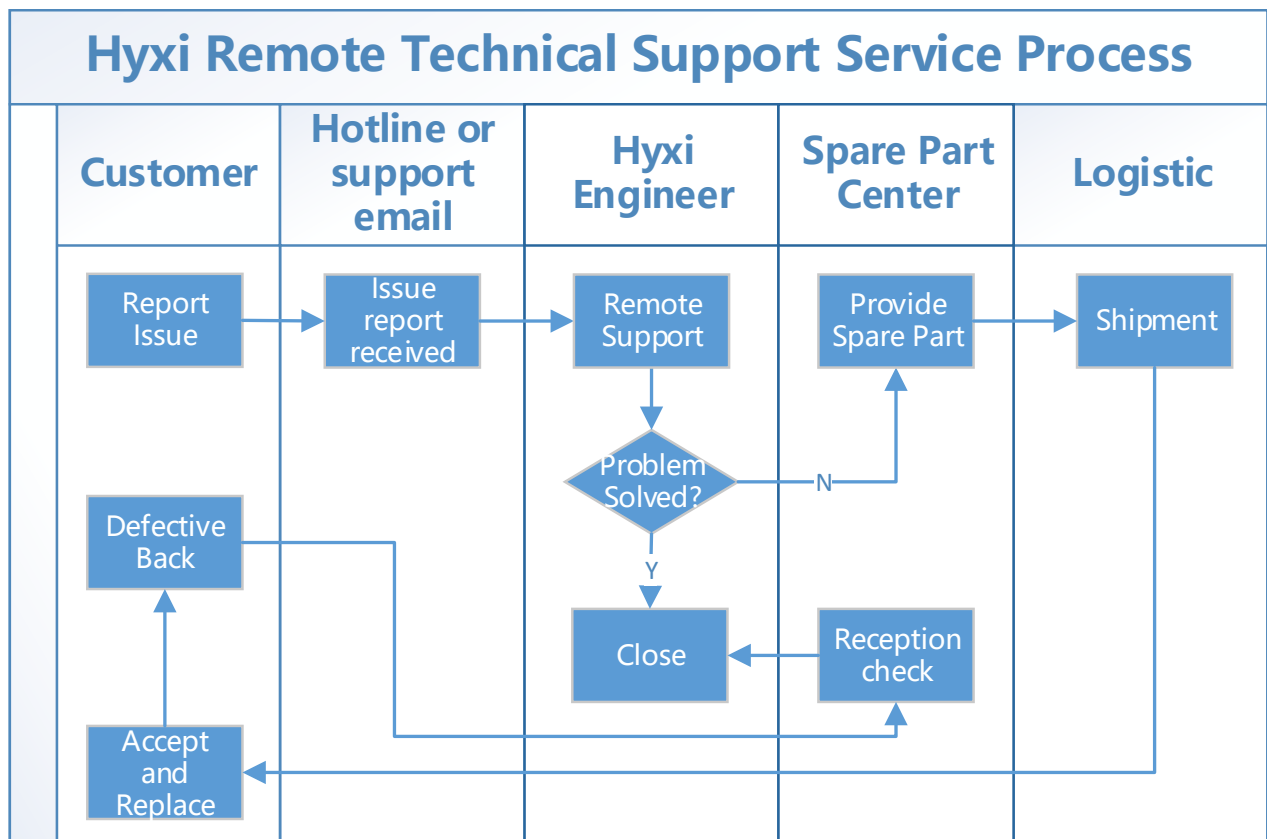 Hyxi Remote Technical Support Service Process
Customer
Hotline or
support
email
Hyxi
Engineer
Spare Part
Center
Logistic
Report
Issue
Issue
report
received
Remote
Support
Provide
Spare Part
Shipment
Problem
Solved?
N
Defective
Back
Y
Close
Reception
check
Accept
and
Replace